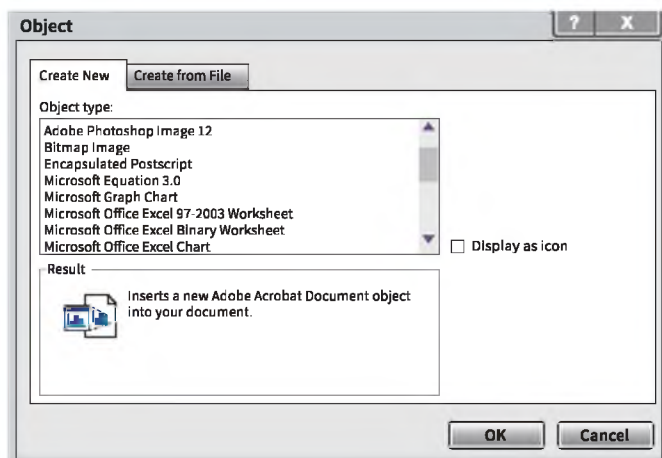 Object
? X
Create New
Create from File
Object type:
Adobe Photoshop Image 12
Bitmap Image
Encapsulated Postscript
Microsoft Equation 3.0
Microsoft Graph Chart
Microsoft Office Excel 97-2003 Worksheet
Microsoft Office Excel Binary Worksheet
Microsoft Office Excel Chart
Display as icon
Result
Inserts a new Adobe Acrobat Document object
into your document.
OK
Cancel